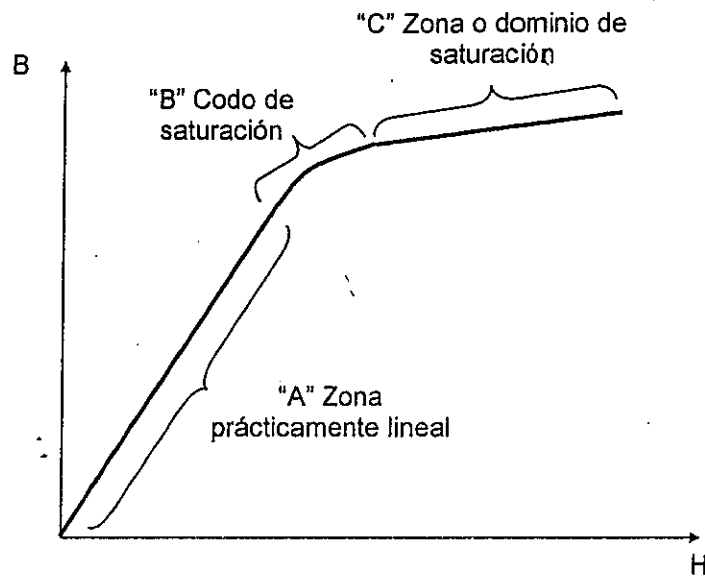 “C” Zona o dominio de
saturación
B
“B” Codo de
saturación
“A” Zona
prácticamente lineal
H